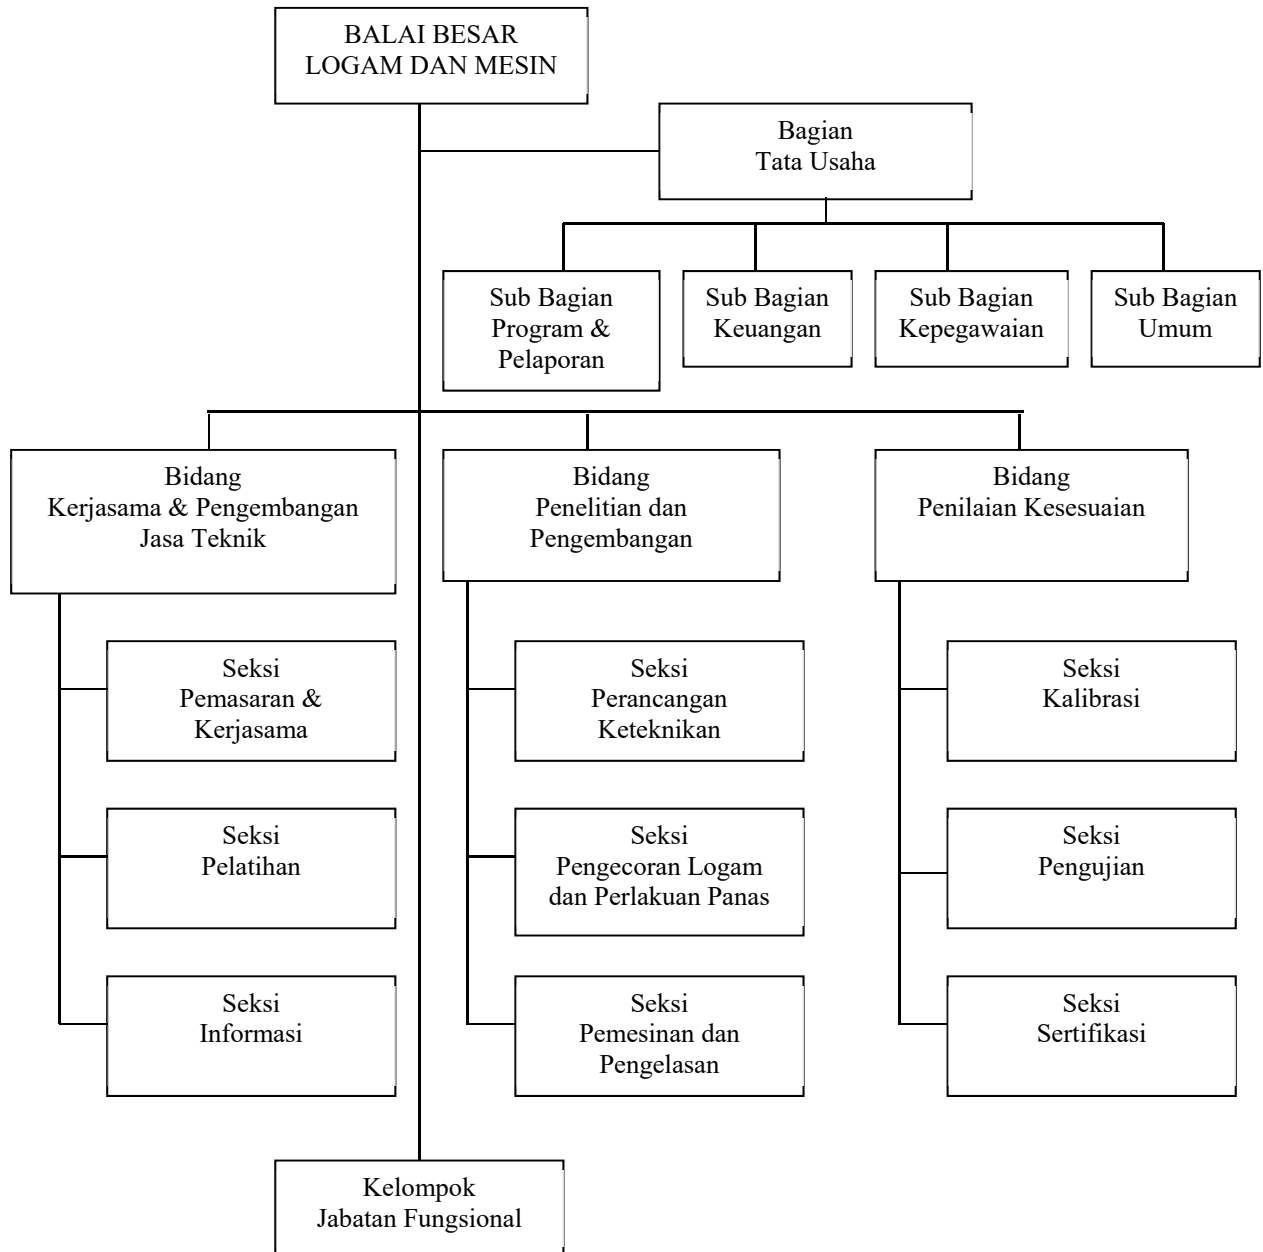 BALAI BESAR
LOGAM DAN MESIN
Bagian
Tata Usaha
Sub Bagian
Program &
Pelaporan
Sub Bagian
Keuangan
Sub Bagian
Kepegawaian
Sub Bagian
Umum
Bidang
Kerjasama & Pengembangan
Jasa Teknik
Bidang
Penelitian dan
Pengembangan
Bidang
Penilaian Kesesuaian
Seksi
Pemasaran &
Kerjasama
Seksi
Perancangan
Keteknikan
Seksi
Kalibrasi
Seksi
Pelatihan
Seksi
Pengecoran Logam
dan Perlakuan Panas
Seksi
Pengujian
Seksi
Informasi
Seksi
Pemesinan dan
Pengelasan
Seksi
Sertifikasi
Kelompok
Jabatan Fungsional